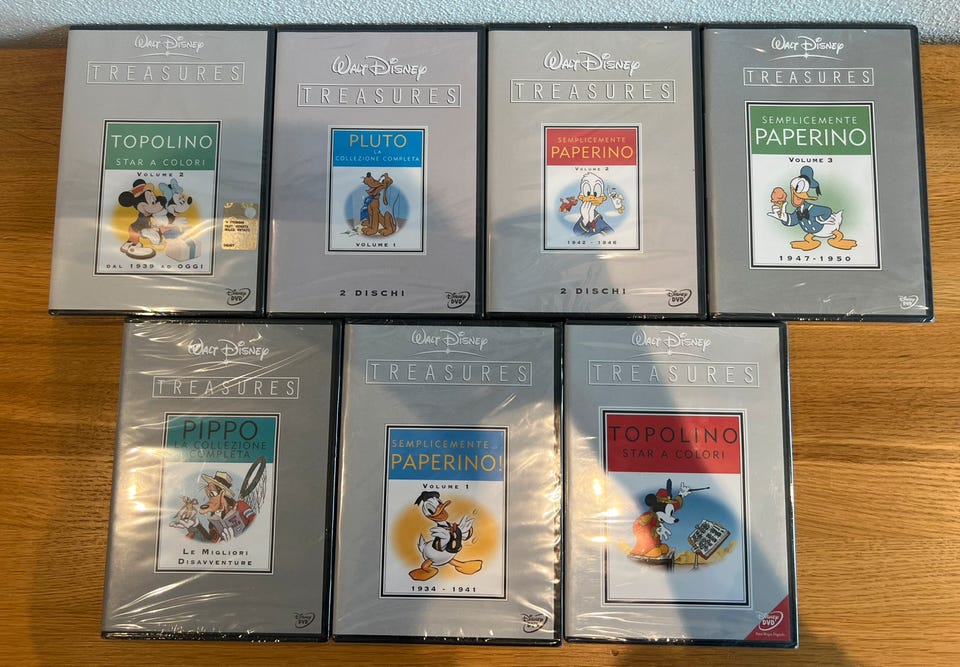 WALT DISNEY
TREASURES
TOPOLINO
STAR A COLORI
VOLUME 2
DAL 1939 AD OGGI
Disney
DVD
WALT DISNEY
TREASURES
PLUTO
LA
COLLEZIONE COMPLETA
VOLUME 1
2 DISCHI
Disney
DVD
WALT DISNEY
TREASURES
SEMPLICEMENTE
PAPERINO
VOLUME 2
1942 - 1946
2 DISCHI
Disney
DVD
WALT DISNEY
TREASURES
SEMPLICEMENTE
PAPERINO
VOLUME 3
1947-1950
Disney
DVD
WALT DISNEY
TREASURES
PIPPO
LA COLLEZIONE
COMPLETA
LE MIGLIORI
DISAVVENTURE
Disney
DVD
WALT DISNEY
TREASURES
SEMPLICEMENTE...
PAPERINO!
VOLUME 1
1934 - 1941
Disney
DVD
WALT DISNEY
TREASURES
TOPOLINO
STAR A COLORI
Disney
DVD